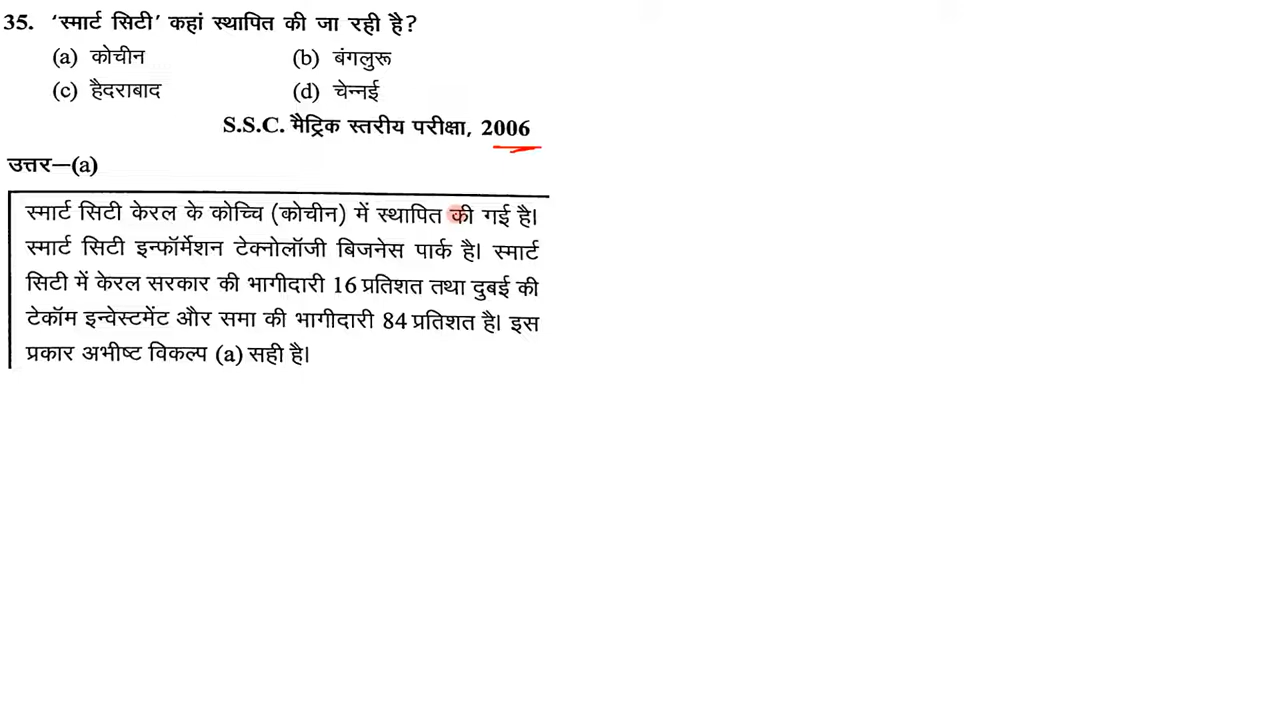 35. 'स्मार्ट सिटी' कहां स्थापित की जा रही है?
(a) कोचीन (b) बंगलुरू
(c) हैदराबाद (d) चेन्नई
S.S.C. मैट्रिक स्तरीय परीक्षा, 2006
उत्तर—(a)
स्मार्ट सिटी केरल के कोच्चि (कोचीन) में स्थापित की गई है।
स्मार्ट सिटी इन्फॉर्मेशन टेक्नोलॉजी बिजनेस पार्क है। स्मार्ट
सिटी में केरल सरकार की भागीदारी 16 प्रतिशत तथा दुबई की
टेकॉम इन्वेस्टमेंट और समा की भागीदारी 84 प्रतिशत है। इस
प्रकार अभीष्ट विकल्प (a) सही है।